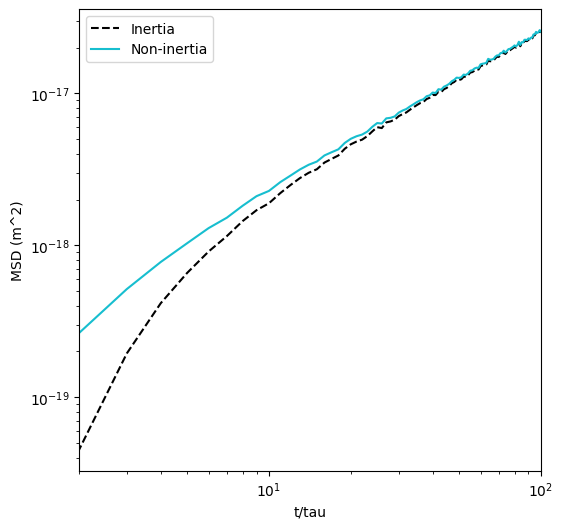 Inertia
Non-inertia
10^-17
10^-18
10^-19
MSD (m^2)
10^1
10^2
t/tau